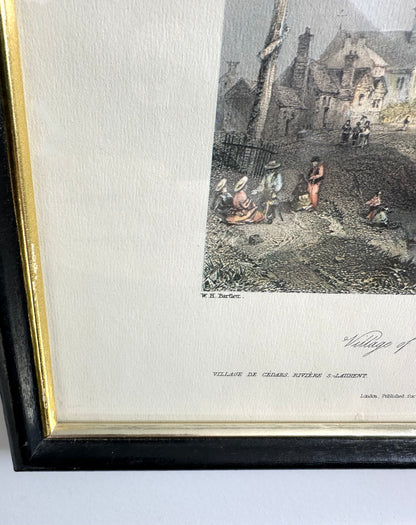 W. H. Bartlett.
Village of
VILLAGE DE CEDARS. RIVIÈRE S.-LAURENT.
London, Published for